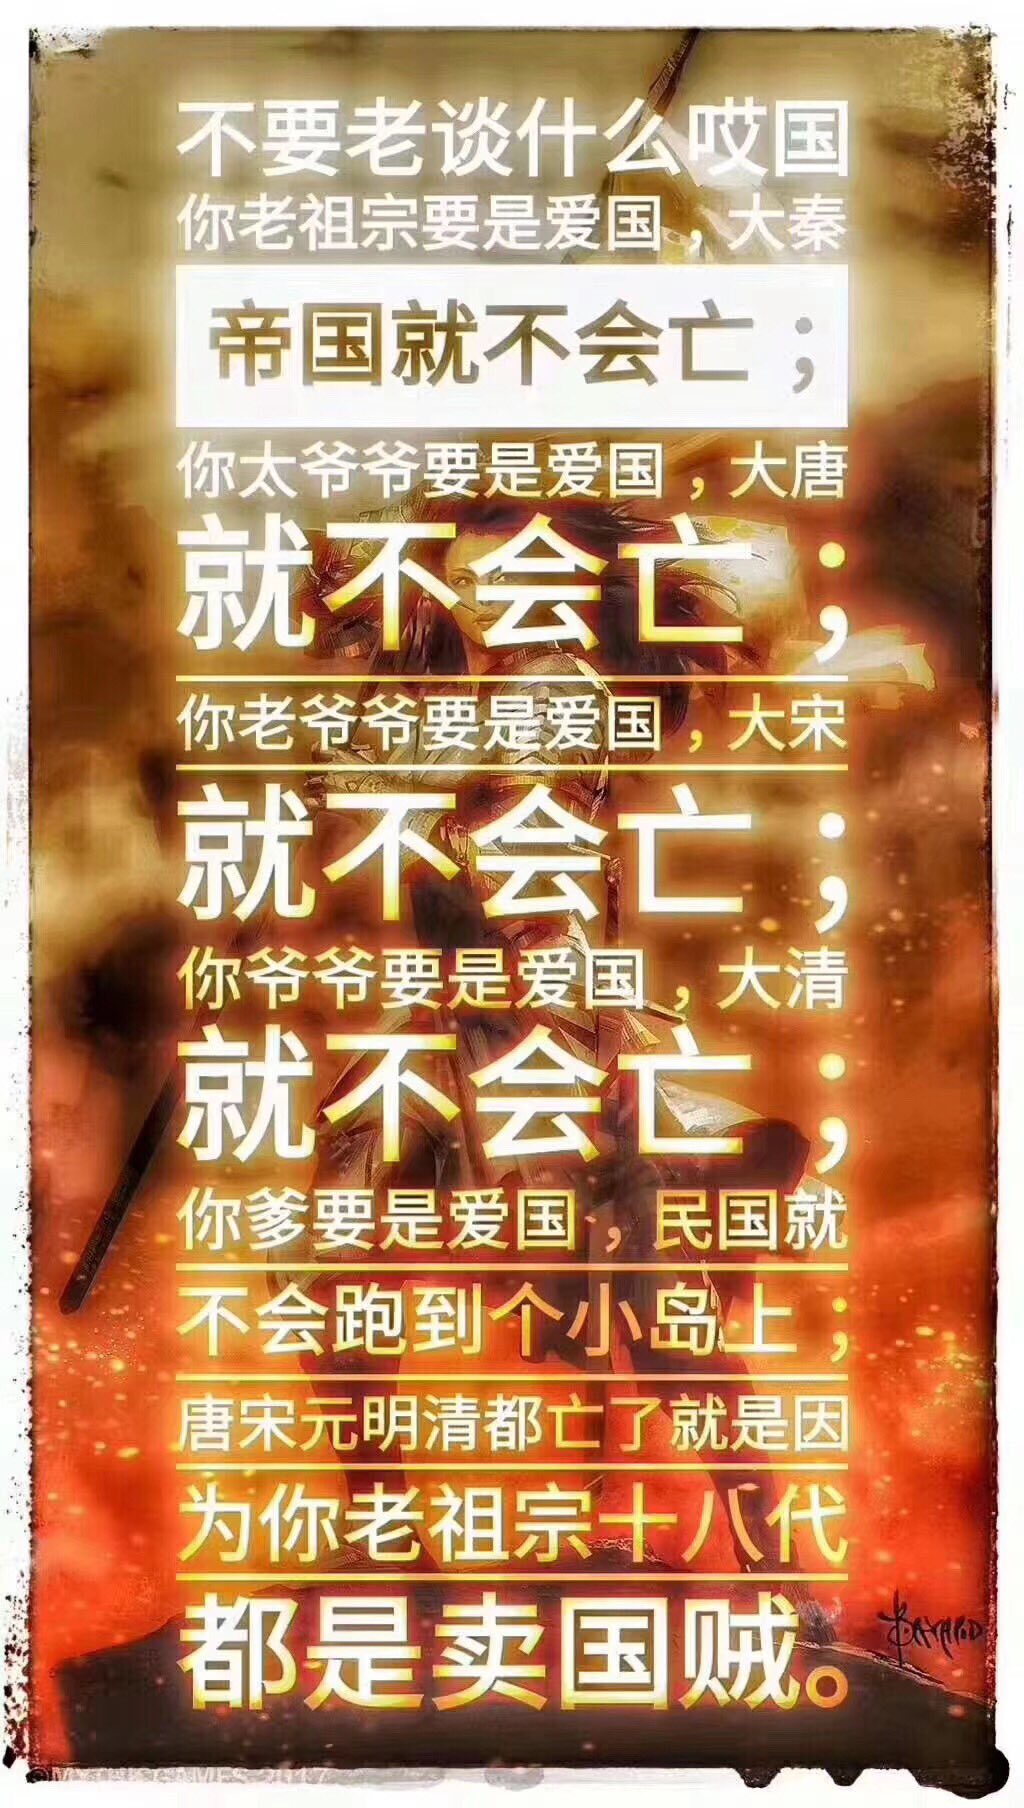 不要老谈什么哎国
你老祖宗要是爱国，大秦
帝国就不会亡；
你太爷爷要是爱国，大唐
就不会亡；
你老爷爷要是爱国，大宋
就不会亡；
你爷爷要是爱国，大清
就不会亡；
你爹要是爱国，民国就
不会跑到个小岛上；
唐宋元明清都亡了就是因
为你老祖宗十八代
都是卖国贼。
BAYARD
©MYTHIC GAMES 2017